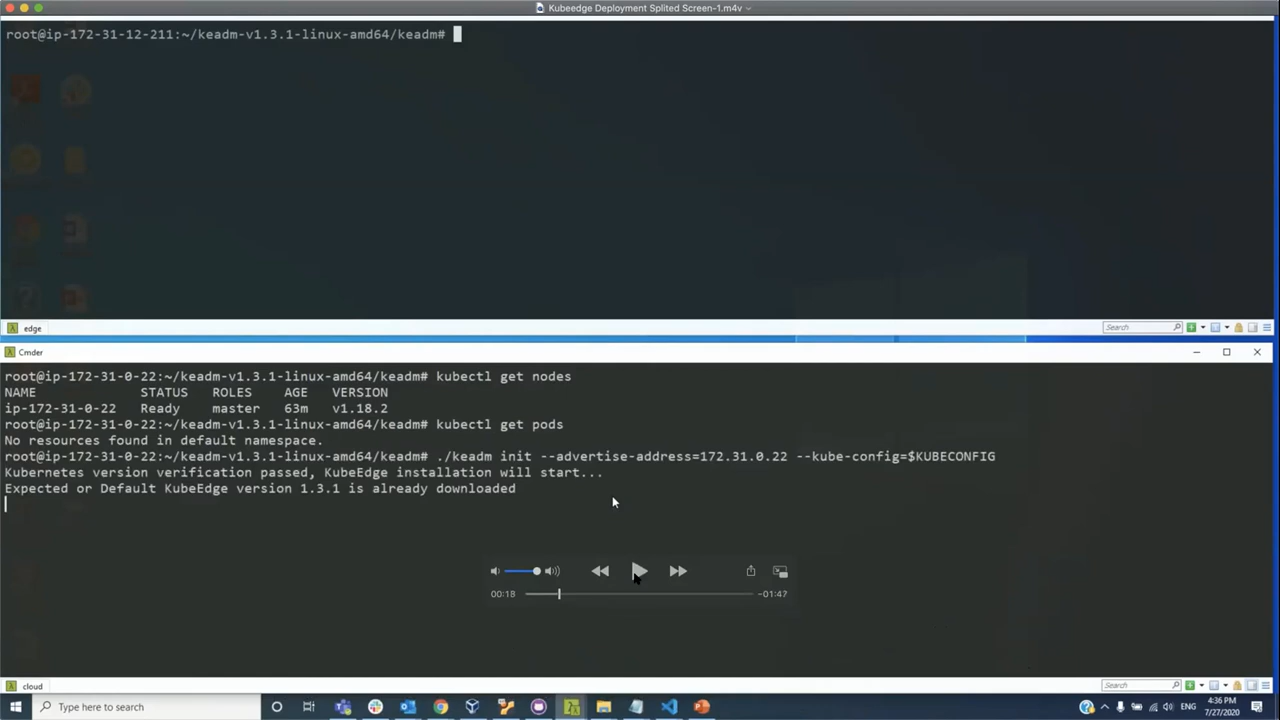 Kubeedge Deployment Splited Screen-1.m4v
root@ip-172-31-12-211:~/keadm-v1.3.1-linux-amd64/keadm#
edge
Search
Cmder
root@ip-172-31-0-22:~/keadm-v1.3.1-linux-amd64/keadm# kubectl get nodes
NAME STATUS ROLES AGE VERSION
ip-172-31-0-22 Ready master 63m v1.18.2
root@ip-172-31-0-22:~/keadm-v1.3.1-linux-amd64/keadm# kubectl get pods
No resources found in default namespace.
root@ip-172-31-0-22:~/keadm-v1.3.1-linux-amd64/keadm# ./keadm init --advertise-address=172.31.0.22 --kube-config=$KUBECONFIG
Kubernetes version verification passed, KubeEdge installation will start...
Expected or Default KubeEdge version 1.3.1 is already downloaded
00:18 -01:47
cloud
Search
Type here to search
ENG
4:36 PM
7/27/2020